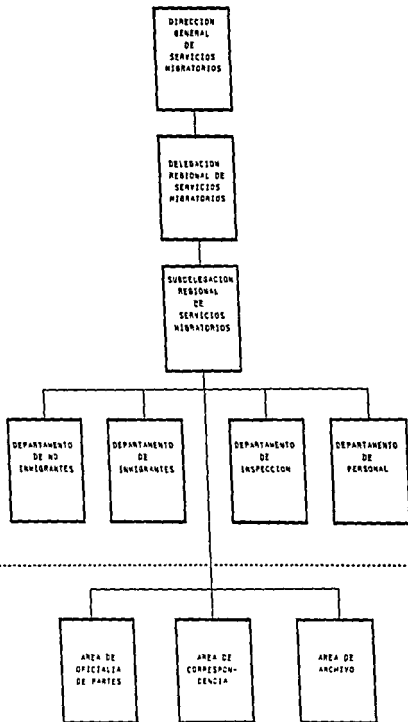 DIRECCION
GENERAL
DE
SERVICIOS
MIGRATORIOS
DELEGACION
REGIONAL DE
SERVICIOS
MIGRATORIOS
SUBDELEGACION
REGIONAL
DE
SERVICIOS
MIGRATORIOS
DEPARTAMENTO
DE NO
INMIGRANTES
DEPARTAMENTO
DE
INMIGRANTES
DEPARTAMENTO
DE
INSPECCION
DEPARTAMENTO
DE
PERSONAL
AREA DE
OFICIALIA
DE PARTES
AREA DE
CORRESPON-
DENCIA
AREA DE
ARCHIVO